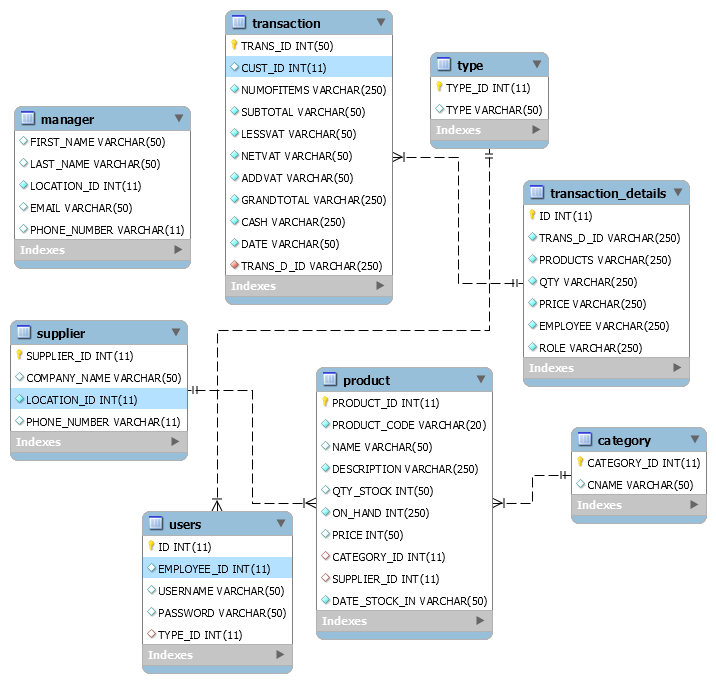 transaction
TRANS_ID INT(50)
CUST_ID INT(11)
NUMOFITEMS VARCHAR(250)
SUBTOTAL VARCHAR(50)
LESSVAT VARCHAR(50)
NETVAT VARCHAR(50)
ADDVAT VARCHAR(50)
GRANDTOTAL VARCHAR(250)
CASH VARCHAR(250)
DATE VARCHAR(50)
TRANS_D_ID VARCHAR(250)
Indexes
type
TYPE_ID INT(11)
TYPE VARCHAR(50)
Indexes
manager
FIRST_NAME VARCHAR(50)
LAST_NAME VARCHAR(50)
LOCATION_ID INT(11)
EMAIL VARCHAR(50)
PHONE_NUMBER VARCHAR(11)
Indexes
transaction_details
ID INT(11)
TRANS_D_ID VARCHAR(250)
PRODUCTS VARCHAR(250)
QTY VARCHAR(250)
PRICE VARCHAR(250)
EMPLOYEE VARCHAR(250)
ROLE VARCHAR(250)
Indexes
supplier
SUPPLIER_ID INT(11)
COMPANY_NAME VARCHAR(50)
LOCATION_ID INT(11)
PHONE_NUMBER VARCHAR(11)
Indexes
product
PRODUCT_ID INT(11)
PRODUCT_CODE VARCHAR(20)
NAME VARCHAR(50)
DESCRIPTION VARCHAR(250)
QTY_STOCK INT(50)
ON_HAND INT(250)
PRICE INT(50)
CATEGORY_ID INT(11)
SUPPLIER_ID INT(11)
DATE_STOCK_IN VARCHAR(50)
Indexes
category
CATEGORY_ID INT(11)
CNAME VARCHAR(50)
Indexes
users
ID INT(11)
EMPLOYEE_ID INT(11)
USERNAME VARCHAR(50)
PASSWORD VARCHAR(50)
TYPE_ID INT(11)
Indexes